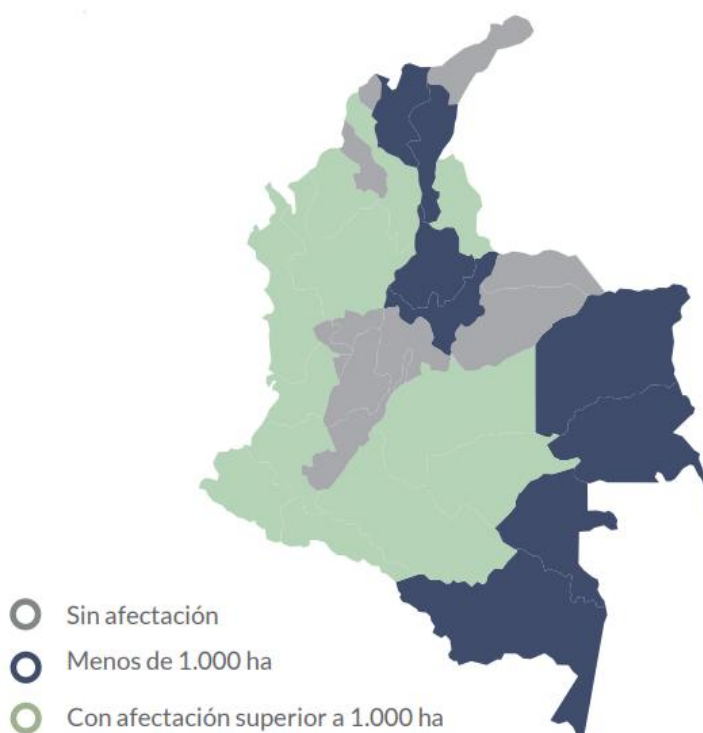 Sin afectación
Menos de 1.000 ha
Con afectación superior a 1.000 ha